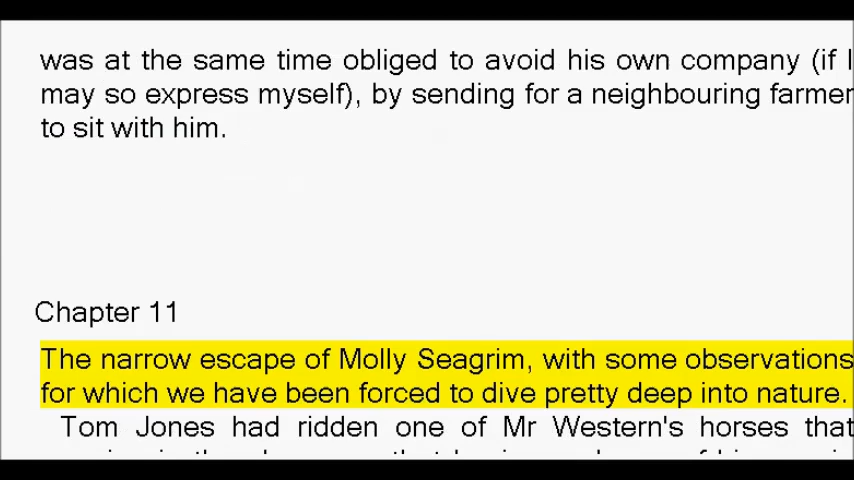 was at the same time obliged to avoid his own company (if I
may so express myself), by sending for a neighbouring farmer
to sit with him.
Chapter 11
The narrow escape of Molly Seagrim, with some observations
for which we have been forced to dive pretty deep into nature.
Tom Jones had ridden one of Mr Western's horses that